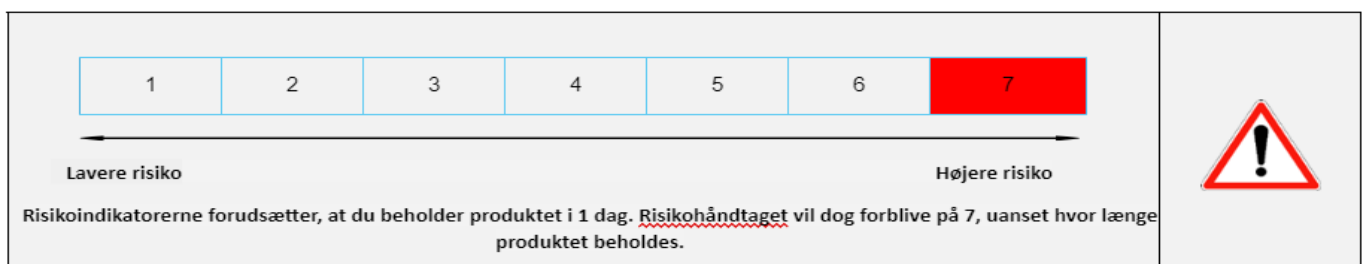 1 2 3 4 5 6 7
Lavere risiko Højere risiko
Risikoindikatorerne forudsætter, at du beholder produktet i 1 dag. Risikohåndtaget vil dog forblive på 7, uanset hvor længe
produktet beholdes.